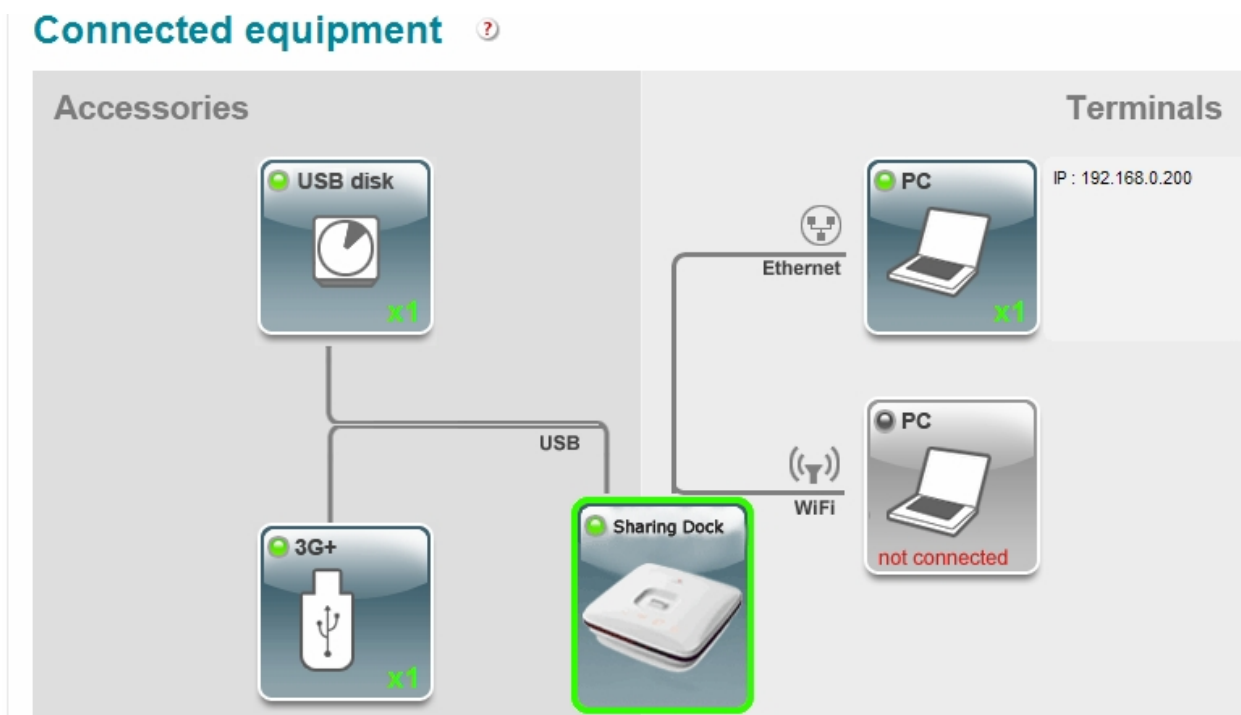 Connected equipment ?
Accessories
Terminals
USB disk
x1
PC
x1
IP : 192.168.0.200
Ethernet
USB
WiFi
PC
not connected
3G+
x1
Sharing Dock